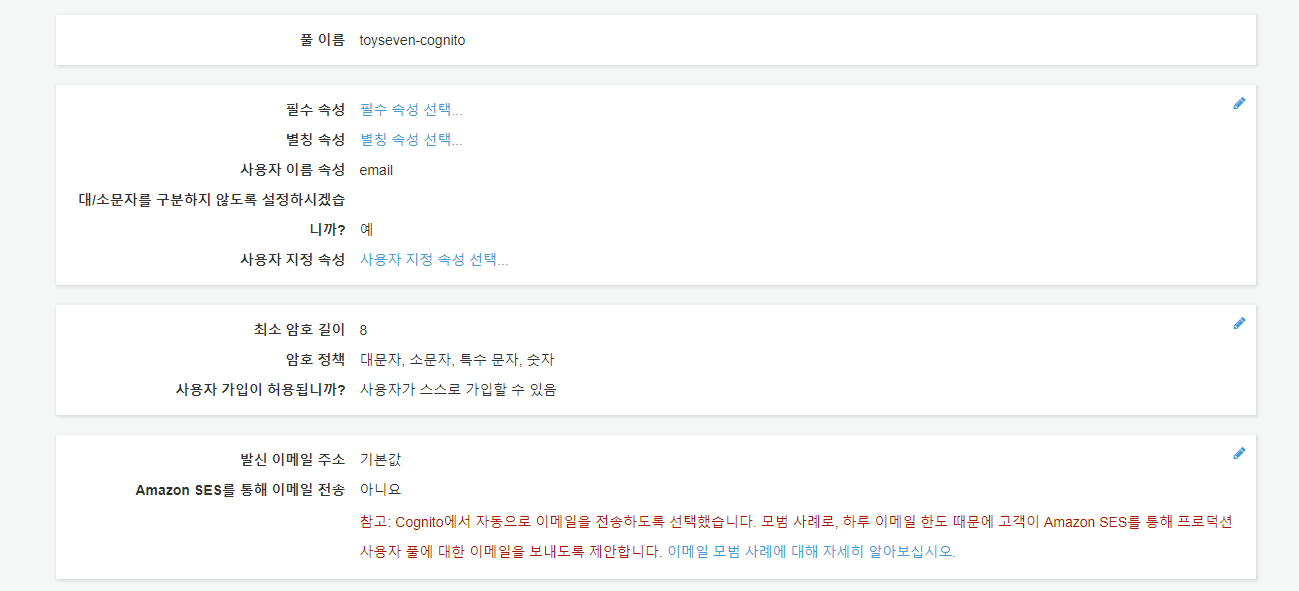 풀 이름 toyseven-cognito
필수 속성 필수 속성 선택...
별칭 속성 별칭 속성 선택...
사용자 이름 속성 email
대/소문자를 구분하지 않도록 설정하시겠습
니까? 예
사용자 지정 속성 사용자 지정 속성 선택...
최소 암호 길이 8
암호 정책 대문자, 소문자, 특수 문자, 숫자
사용자 가입이 허용됩니까? 사용자가 스스로 가입할 수 있음
발신 이메일 주소 기본값
Amazon SES를 통해 이메일 전송 아니요
참고: Cognito에서 자동으로 이메일을 전송하도록 선택했습니다. 모범 사례로, 하루 이메일 한도 때문에 고객이 Amazon SES를 통해 프로덕션
사용자 풀에 대한 이메일을 보내도록 제안합니다. 이메일 모범 사례에 대해 자세히 알아보십시오.